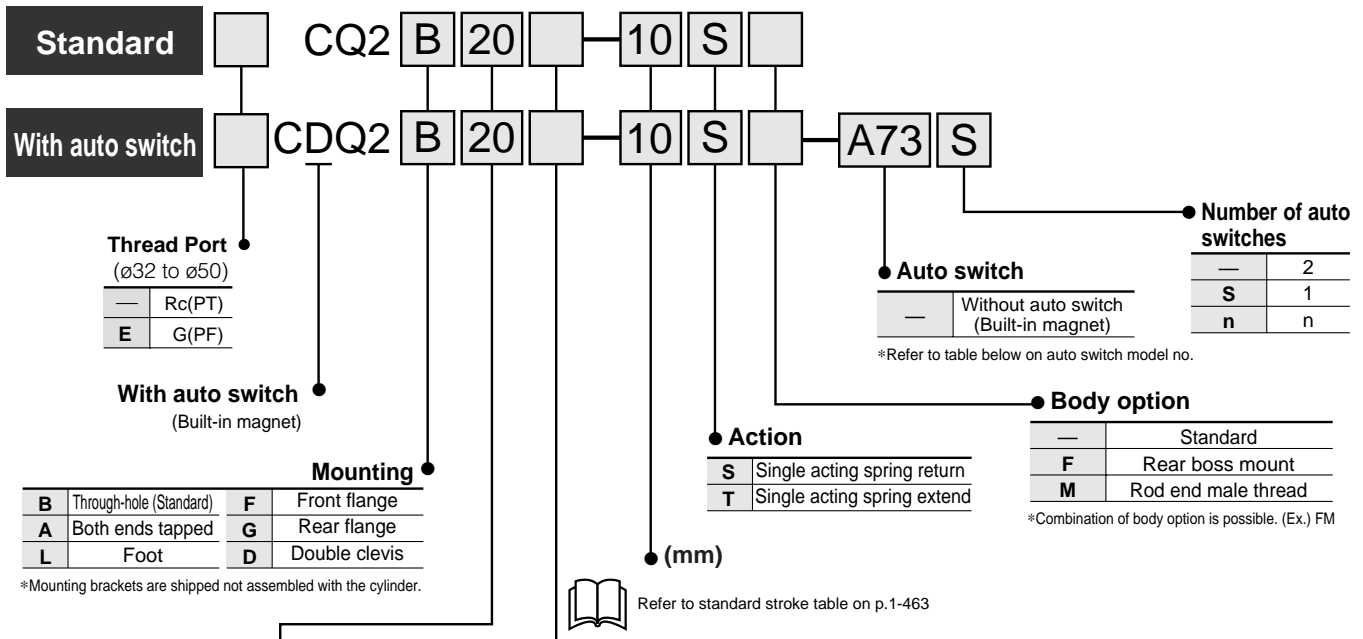 Standard CQ2 B 20 — 10 S
With auto switch CDQ2 B 20 — 10 S — A73 S
Number of auto
switches
— 2
S 1
n n
Thread Port
(ø32 to ø50)
— Rc(PT)
E G(PF)
Auto switch
— Without auto switch
(Built-in magnet)
*Refer to table below on auto switch model no.
With auto switch
(Built-in magnet)
Body option
— Standard
F Rear boss mount
M Rod end male thread
*Combination of body option is possible. (Ex.) FM
Action
S Single acting spring return
T Single acting spring extend
Mounting
B Through-hole (Standard) F Front flange
A Both ends tapped G Rear flange
L Foot D Double clevis
*Mounting brackets are shipped not assembled with the cylinder.
(mm)
Refer to standard stroke table on p.1-463